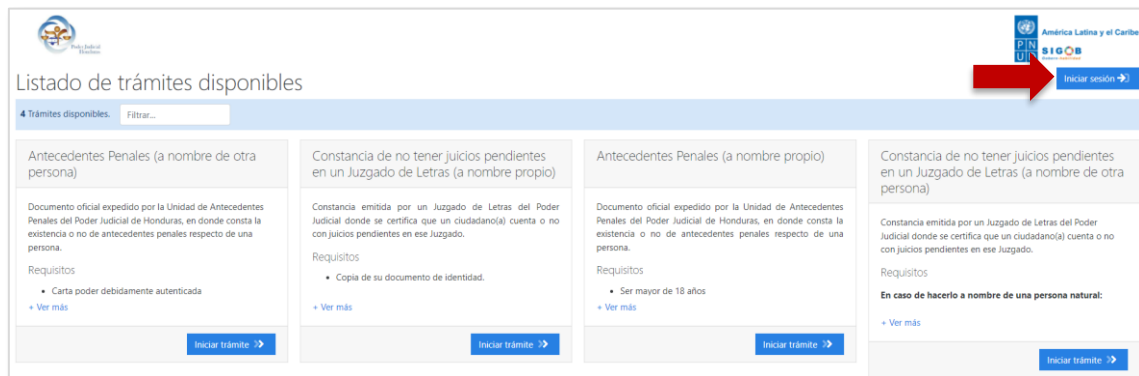 Poder Judicial
Honduras
PNUD
América Latina y el Caribe
SIGOB
Listado de trámites disponibles
Iniciar sesión
4 Trámites disponibles.
Filtrar...
Antecedentes Penales (a nombre de otra
persona)
Documento oficial expedido por la Unidad de Antecedentes
Penales del Poder Judicial de Honduras, en donde consta la
existencia o no de antecedentes penales respecto de una
persona.
Requisitos
• Carta poder debidamente autenticada
+ Ver más
Iniciar trámite
Constancia de no tener juicios pendientes
en un Juzgado de Letras (a nombre propio)
Constancia emitida por un Juzgado de Letras del Poder
Judicial donde se certifica que un ciudadano(a) cuenta o no
con juicios pendientes en ese Juzgado.
Requisitos
• Copia de su documento de identidad.
+ Ver más
Iniciar trámite
Antecedentes Penales (a nombre propio)
Documento oficial expedido por la Unidad de Antecedentes
Penales del Poder Judicial de Honduras, en donde consta la
existencia o no de antecedentes penales respecto de una
persona.
Requisitos
• Ser mayor de 18 años
+ Ver más
Iniciar trámite
Constancia de no tener juicios pendientes
en un Juzgado de Letras (a nombre de otra
persona)
Constancia emitida por un Juzgado de Letras del Poder
Judicial donde se certifica que un ciudadano(a) cuenta o no
con juicios pendientes en ese Juzgado.
Requisitos
En caso de hacerlo a nombre de una persona natural:
+ Ver más
Iniciar trámite